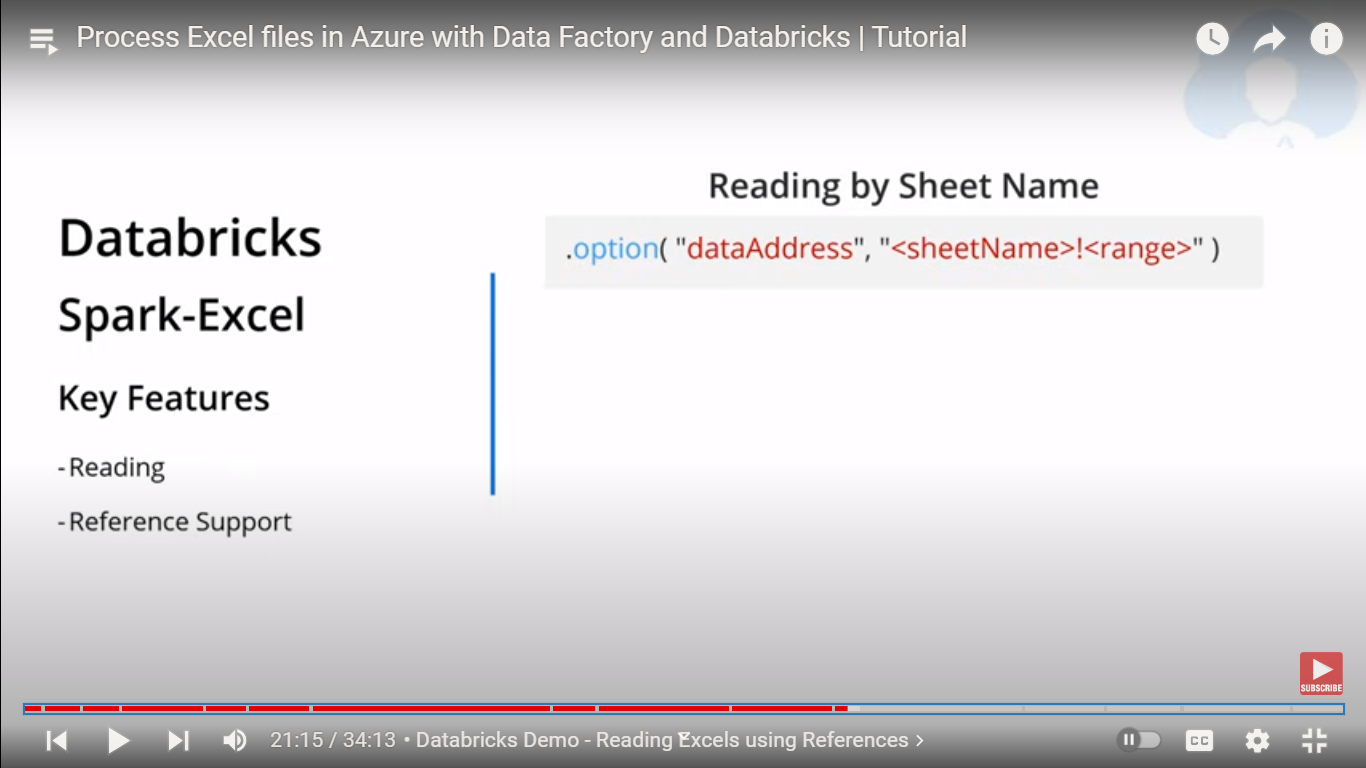 Process Excel files in Azure with Data Factory and Databricks | Tutorial
Reading by Sheet Name
.option( "dataAddress", "<sheetName>!<range>" )
Databricks
Spark-Excel
Key Features
- Reading
- Reference Support
SUBSCRIBE
21:15 / 34:13 • Databricks Demo - Reading Excels using References >
CC